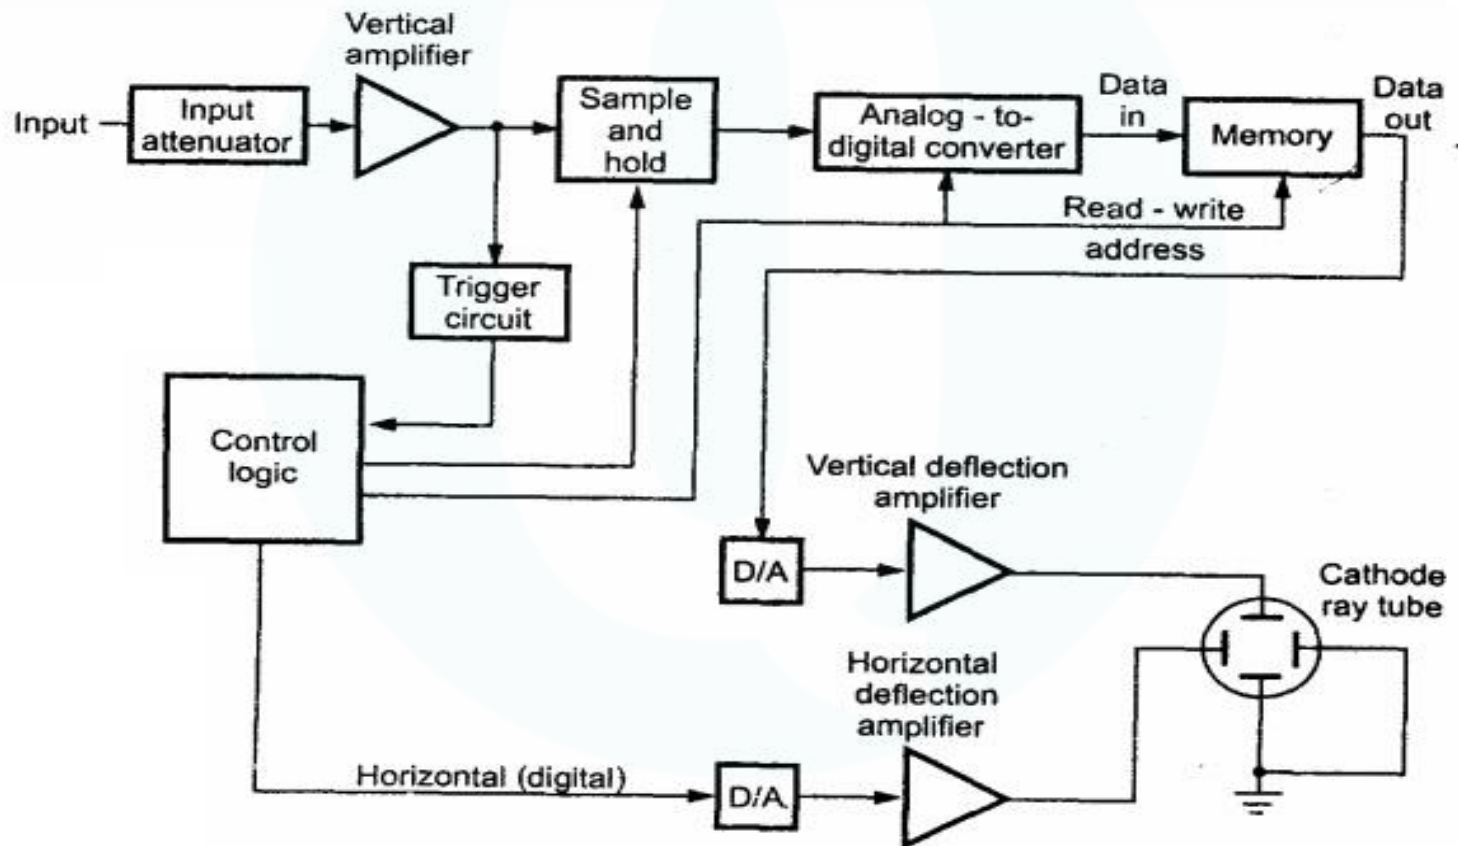 Vertical
amplifier
Input
Input
attenuator
Sample
and
hold
Analog - to-
digital converter
Data
in
Memory
Data
out
Read - write
address
Trigger
circuit
Control
logic
Vertical deflection
amplifier
D/A
Cathode
ray tube
Horizontal
deflection
amplifier
Horizontal (digital)
D/A